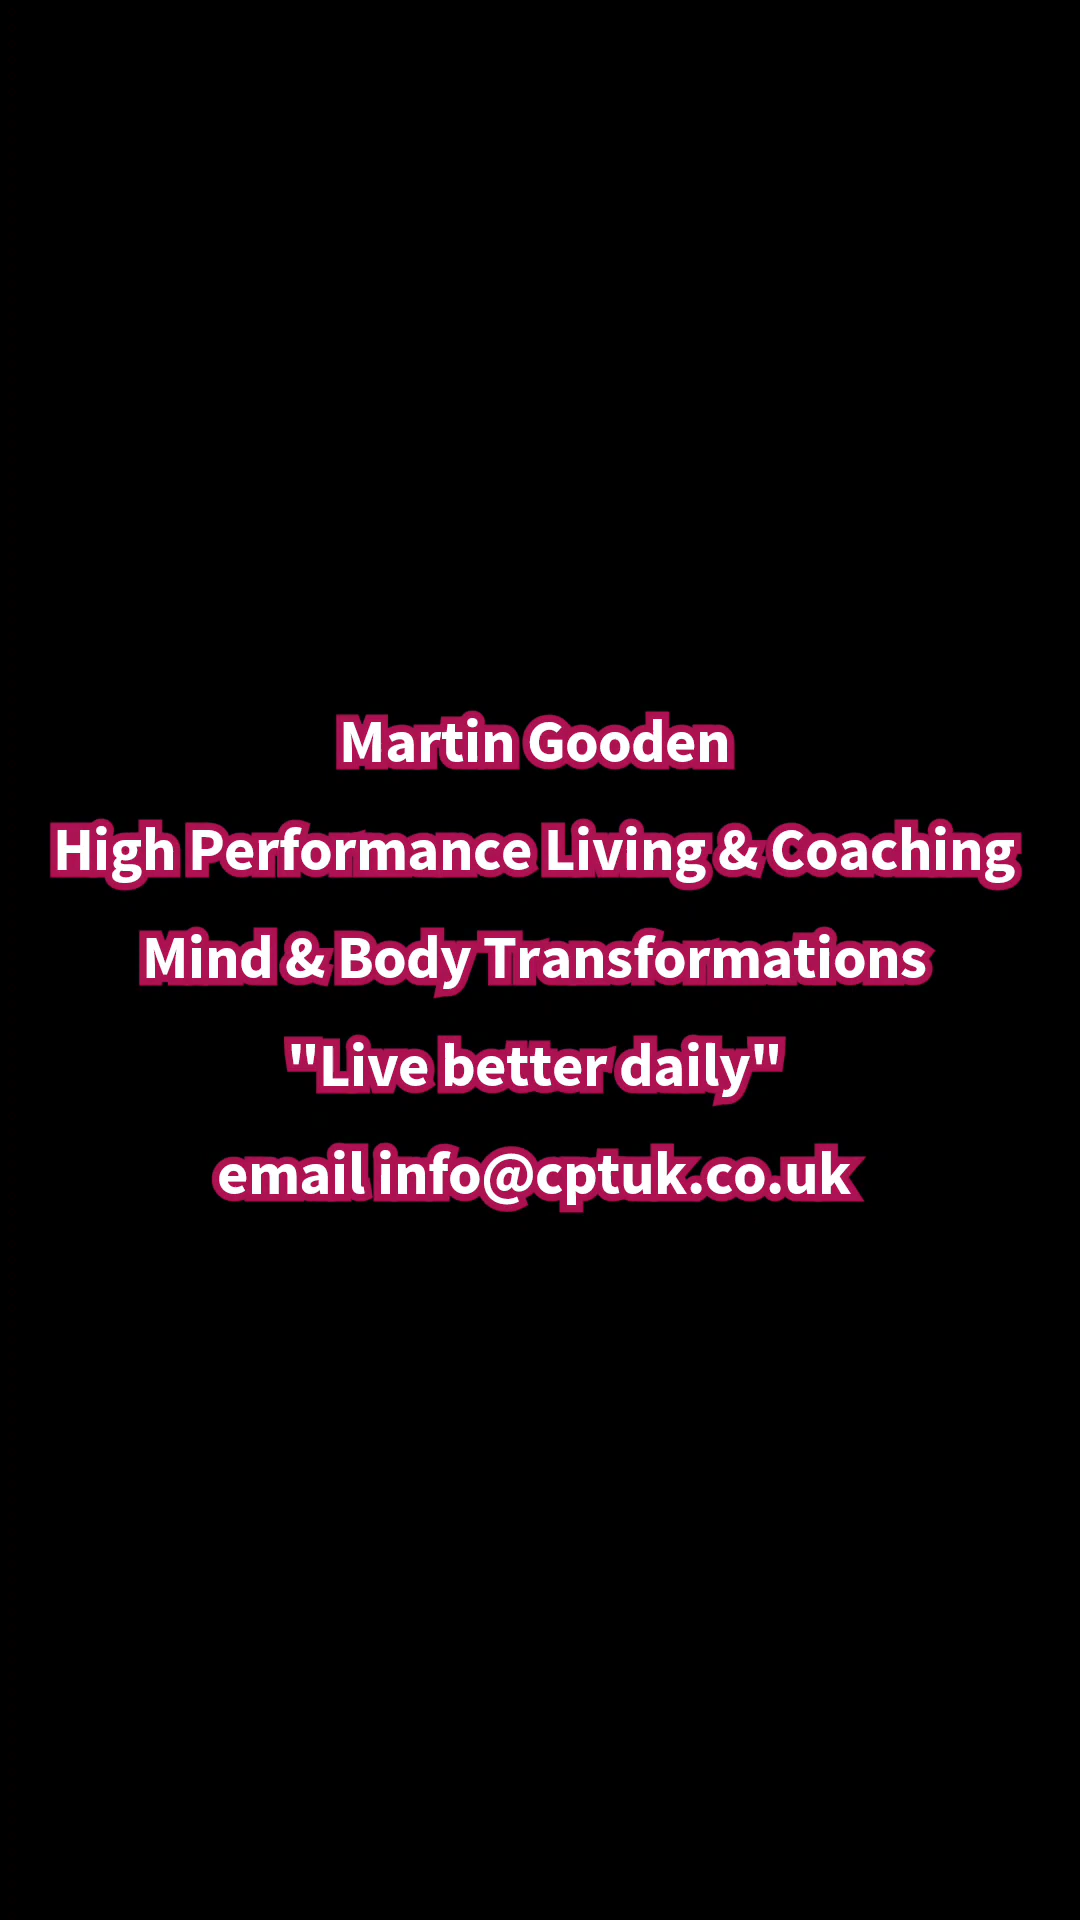 Martin Gooden
High Performance Living & Coaching
Mind & Body Transformations
"Live better daily"
email info@cptuk.co.uk